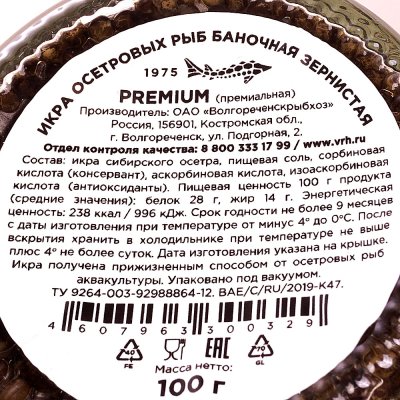 ИКРА ОСЕТРОВЫХ РЫБ БАНОЧНАЯ ЗЕРНИСТАЯ
1975
PREMIUM (премиальная)
Производитель: ОАО «Волгореченскрыбхоз»
Россия, 156901, Костромская обл.,
г. Волгореченск, ул. Подгорная, 2.
Отдел контроля качества: 8 800 333 17 99 / www.vrh.ru
Состав: икра сибирского осетра, пищевая соль, сорбиновая
кислота (консервант), аскорбиновая кислота, изоаскорбиновая
кислота (антиоксиданты). Пищевая ценность 100 г продукта
(средние значения): белок 28 г, жир 14 г. Энергетическая
ценность: 238 ккал / 996 кДж. Срок годности не более 9 месяцев
с даты изготовления при температуре от минус 4° до 0°С. После
вскрытия хранить в холодильнике при температуре не выше
плюс 4° не более суток. Дата изготовления указана на крышке.
Икра получена прижизненным способом от осетровых рыб
аквакультуры. Упаковано под вакуумом.
ТУ 9264-003-92988864-12. BAE/C/RU/2019-K47.
4 607963 300329
40
FE
EAC
70
GL
Масса нетто:
100 г